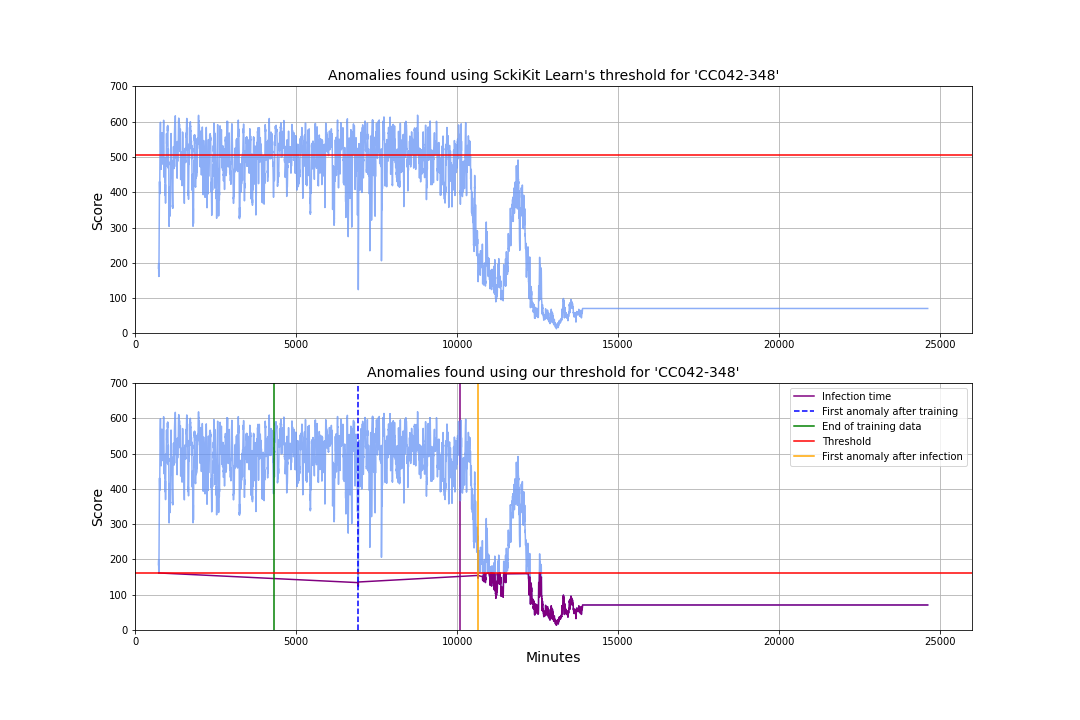 Anomalies found using SckiKit Learn's threshold for 'CC042-348'
700
600
500
400
300
200
100
0
Score
0 5000 10000 15000 20000 25000
Anomalies found using our threshold for 'CC042-348'
700
600
500
400
300
200
100
0
Score
Infection time
First anomaly after training
End of training data
Threshold
First anomaly after infection
0 5000 10000 15000 20000 25000
Minutes